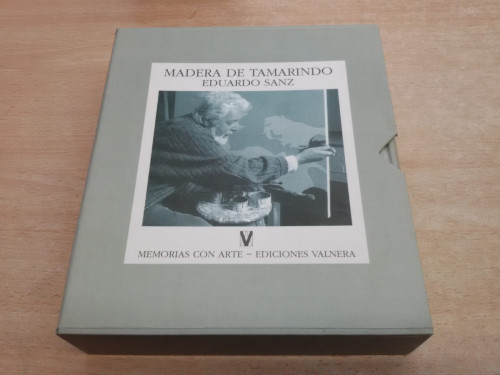 MADERA DE TAMARINDO
EDUARDO SANZ
V
MEMORIAS CON ARTE – EDICIONES VALNERA